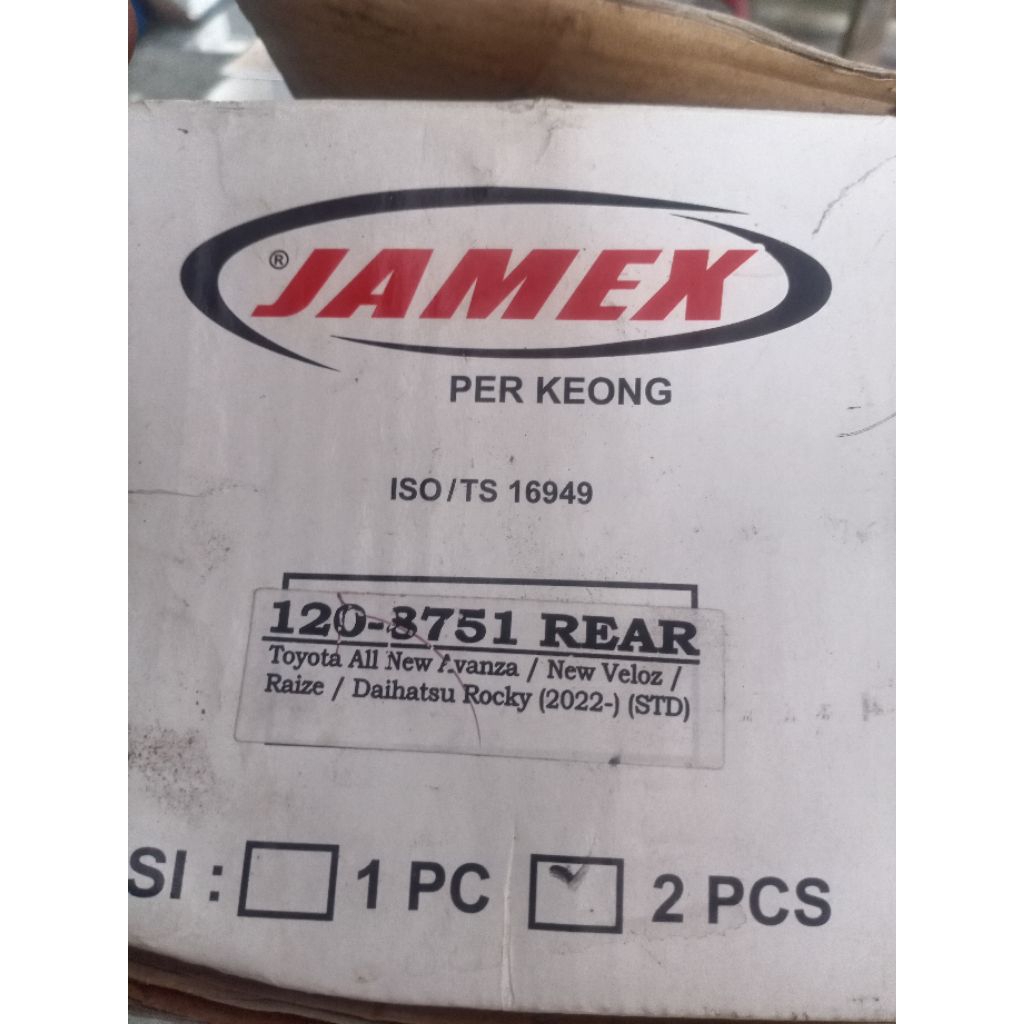 ® JAMEX
PER KEONG
ISO/TS 16949
120-8751 REAR
Toyota All New Avanza / New Veloz /
Raize / Daihatsu Rocky (2022-) (STD)
SI : 1 PC 2 PCS